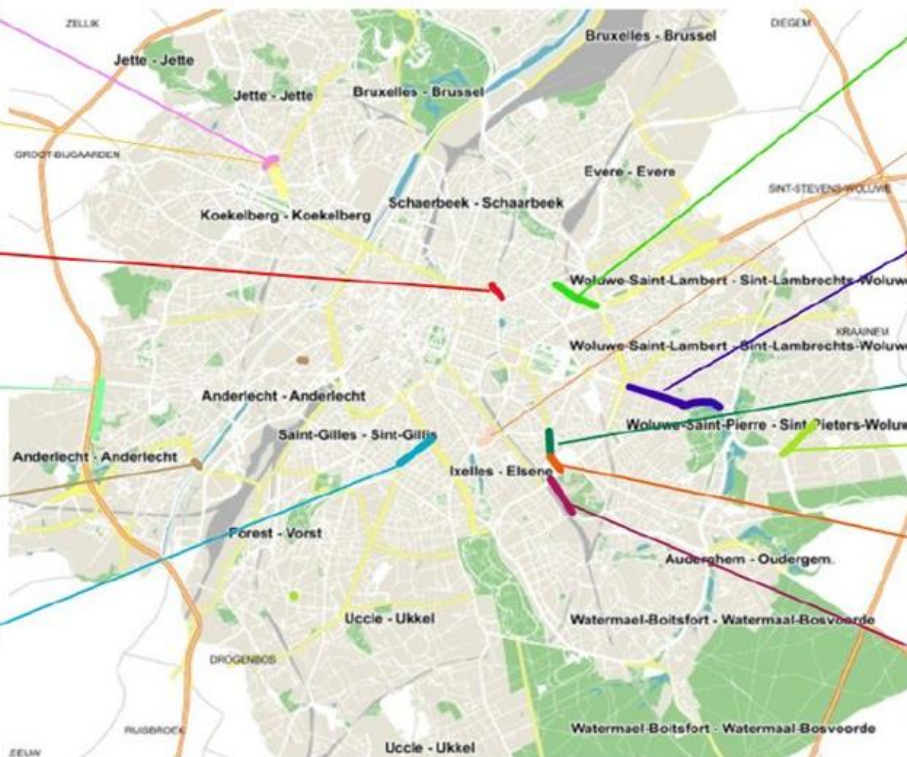 ZELLIK
DIEGEM
Bruxelles - Brussel
Jette - Jette
Jette - Jette
Bruxelles - Brussel
GROOT-BIJGAARDEN
Evere - Evere
SINT-STEVENS-WOLUWE
Schaerbeek - Schaarbeek
Koekelberg - Koekelberg
Woluwe-Saint-Lambert - Sint-Lambrechts-Woluwe
KRAAINEM
Woluwe-Saint-Lambert - Sint-Lambrechts-Woluwe
Anderlecht - Anderlecht
Woluwe-Saint-Pierre - Sint-Pieters-Woluw
Saint-Gilles - Sint-Gillis
Anderlecht - Anderlecht
Ixelles - Elsene
Forest - Vorst
Auderghem - Oudergem.
Uccle - Ukkel
Watermael-Boitsfort - Watermaal-Bosvoorde
DROGENBOS
RUISBROEK
Watermael-Boitsfort - Watermaal-Bosvoorde
EEUW
Uccle - Ukkel